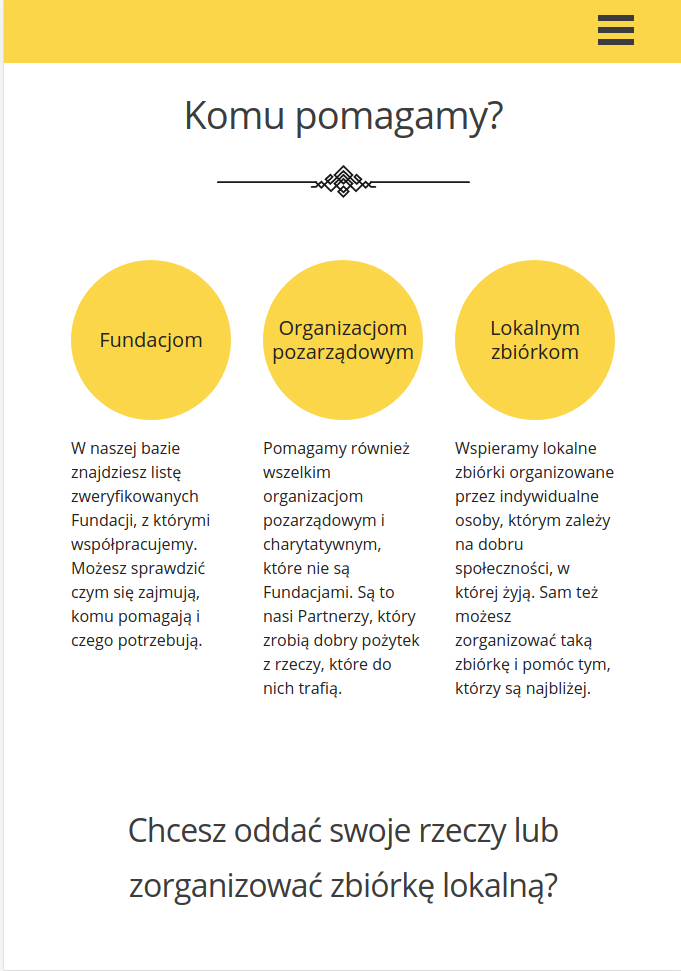 Komu pomagamy?
Fundacjom
Organizacjom
pozarządowym
Lokalnym
zbiórkom
W naszej bazie
znajdziesz listę
zweryfikowanych
Fundacji, z którymi
współpracujemy.
Możesz sprawdzić
czym się zajmują,
komu pomagają i
czego potrzebują.
Pomagamy również
wszelkim
organizacjom
pozarządowym i
charytatywnym,
które nie są
Fundacjami. Są to
nasi Partnerzy, który
zrobią dobry pożytek
z rzeczy, które do
nich trafią.
Wspieramy lokalne
zbiórki organizowane
przez indywidualne
osoby, którym zależy
na dobru
społeczności, w
której żyją. Sam też
możesz
zorganizować taką
zbiórkę i pomóc tym,
którzy są najbliżej.
Chcesz oddać swoje rzeczy lub
zorganizować zbiórkę lokalną?